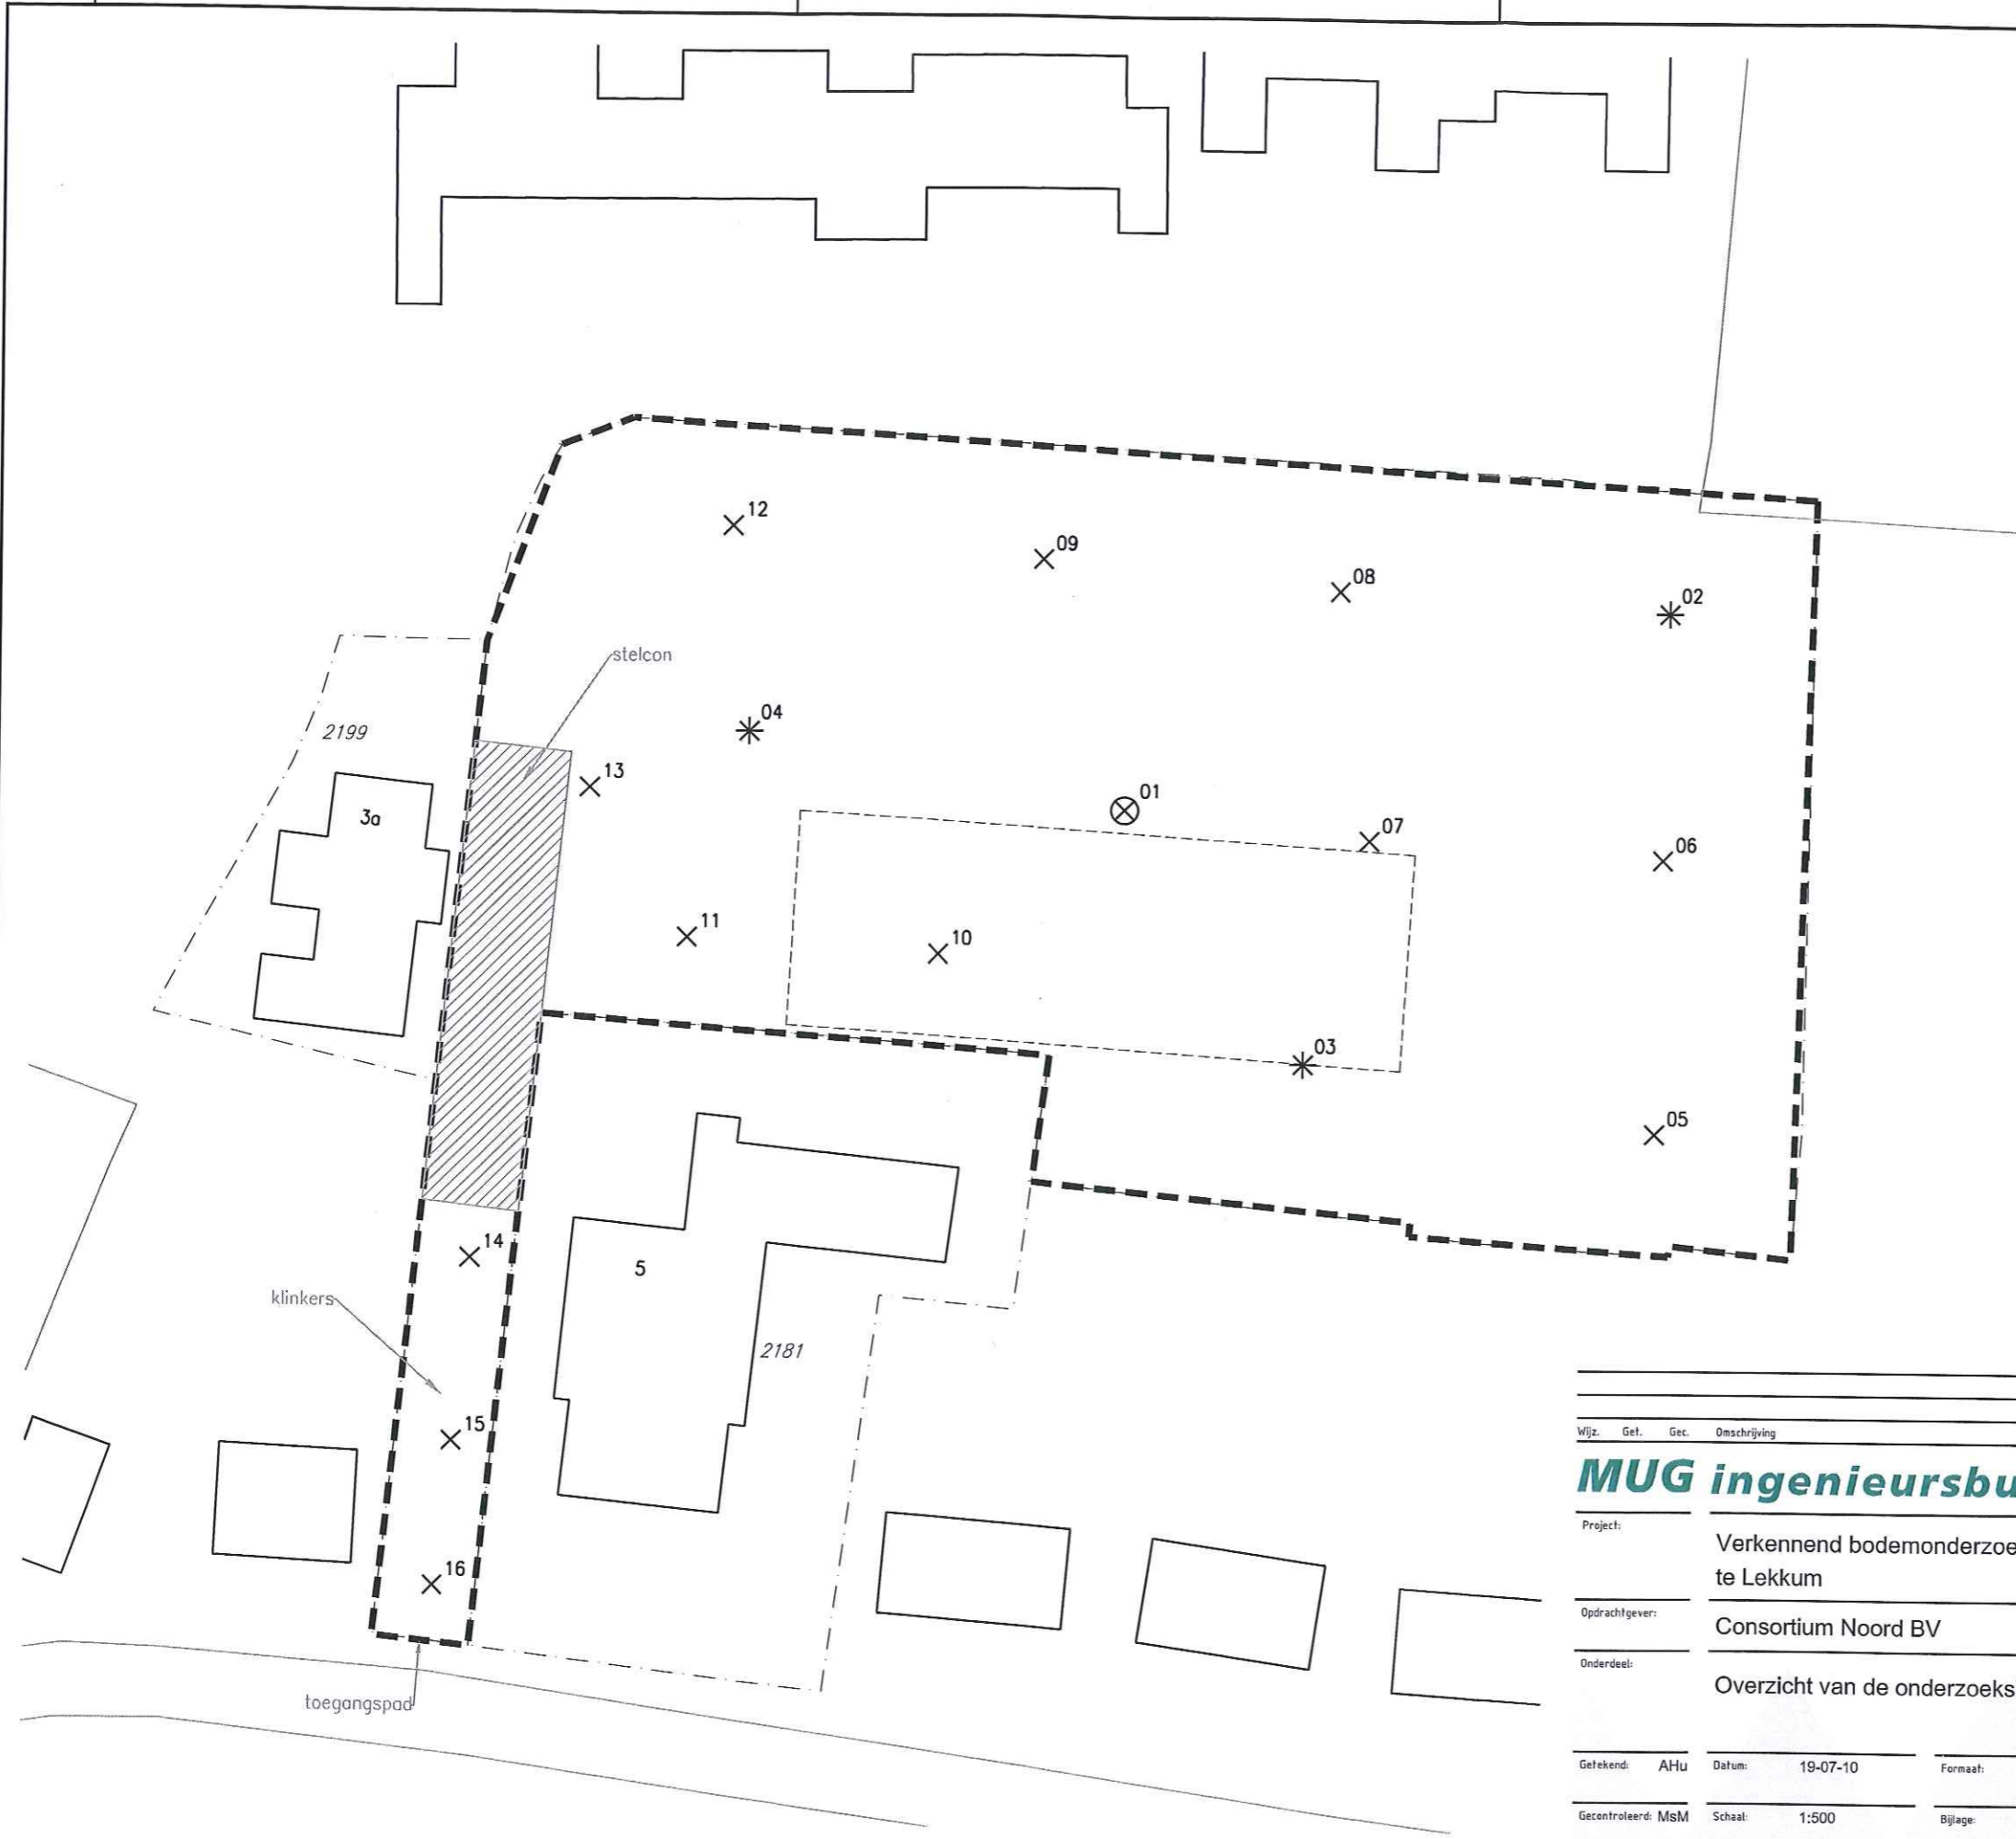 12
09
08
02
stelcon
04
2199
13
3a
01
07
06
11
10
03
05
14
5
klinkers
2181
15
16
toegangspad
Wijz. Get. Gec. Omschrijving
MUG ingenieursbu
Project:
Verkennend bodemonderzoe
te Lekkum
Opdrachtgever:
Consortium Noord BV
Onderdeel:
Overzicht van de onderzoeks
Getekend: AHu Datum: 19-07-10 Formaat:
Gecontroleerd: MsM Schaal: 1:500 Bijlage: